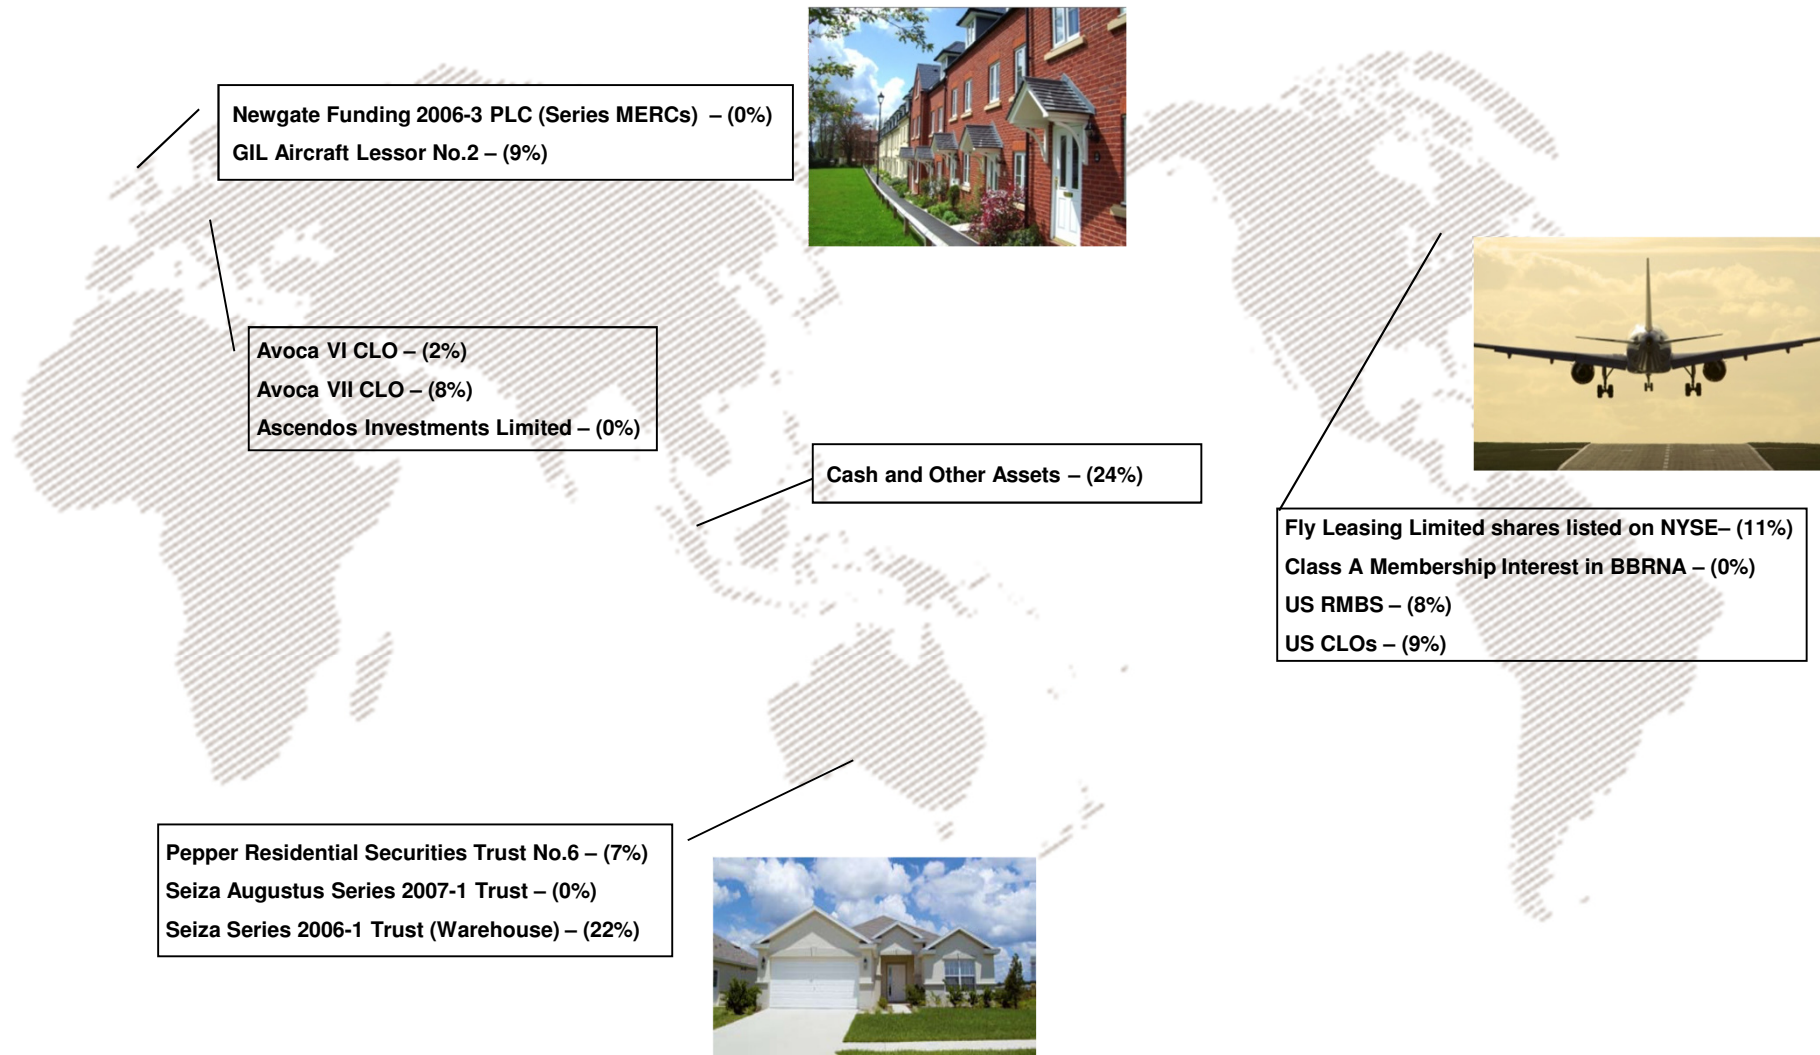 Newgate Funding 2006-3 PLC (Series MERCs) – (0%)
GIL Aircraft Lessor No.2 – (9%)
Avoca VI CLO – (2%)
Avoca VII CLO – (8%)
Ascendos Investments Limited – (0%)
Cash and Other Assets – (24%)
Fly Leasing Limited shares listed on NYSE– (11%)
Class A Membership Interest in BBRNA – (0%)
US RMBS – (8%)
US CLOs – (9%)
Pepper Residential Securities Trust No.6 – (7%)
Seiza Augustus Series 2007-1 Trust – (0%)
Seiza Series 2006-1 Trust (Warehouse) – (22%)